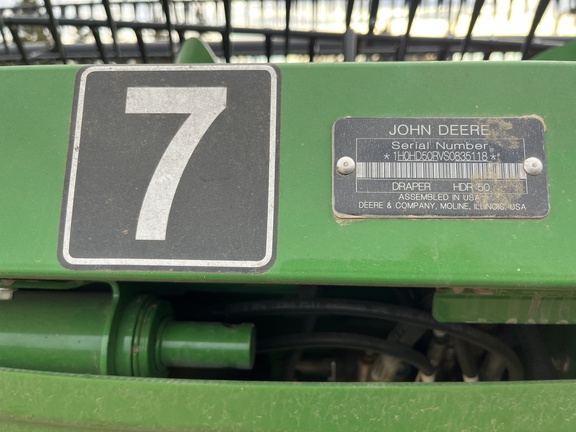 7
JOHN DEERE
Serial Number
*1H0HD50RVS0835118*
DRAPER HDR 50
ASSEMBLED IN USA
DEERE & COMPANY, MOLINE, ILLINOIS, USA